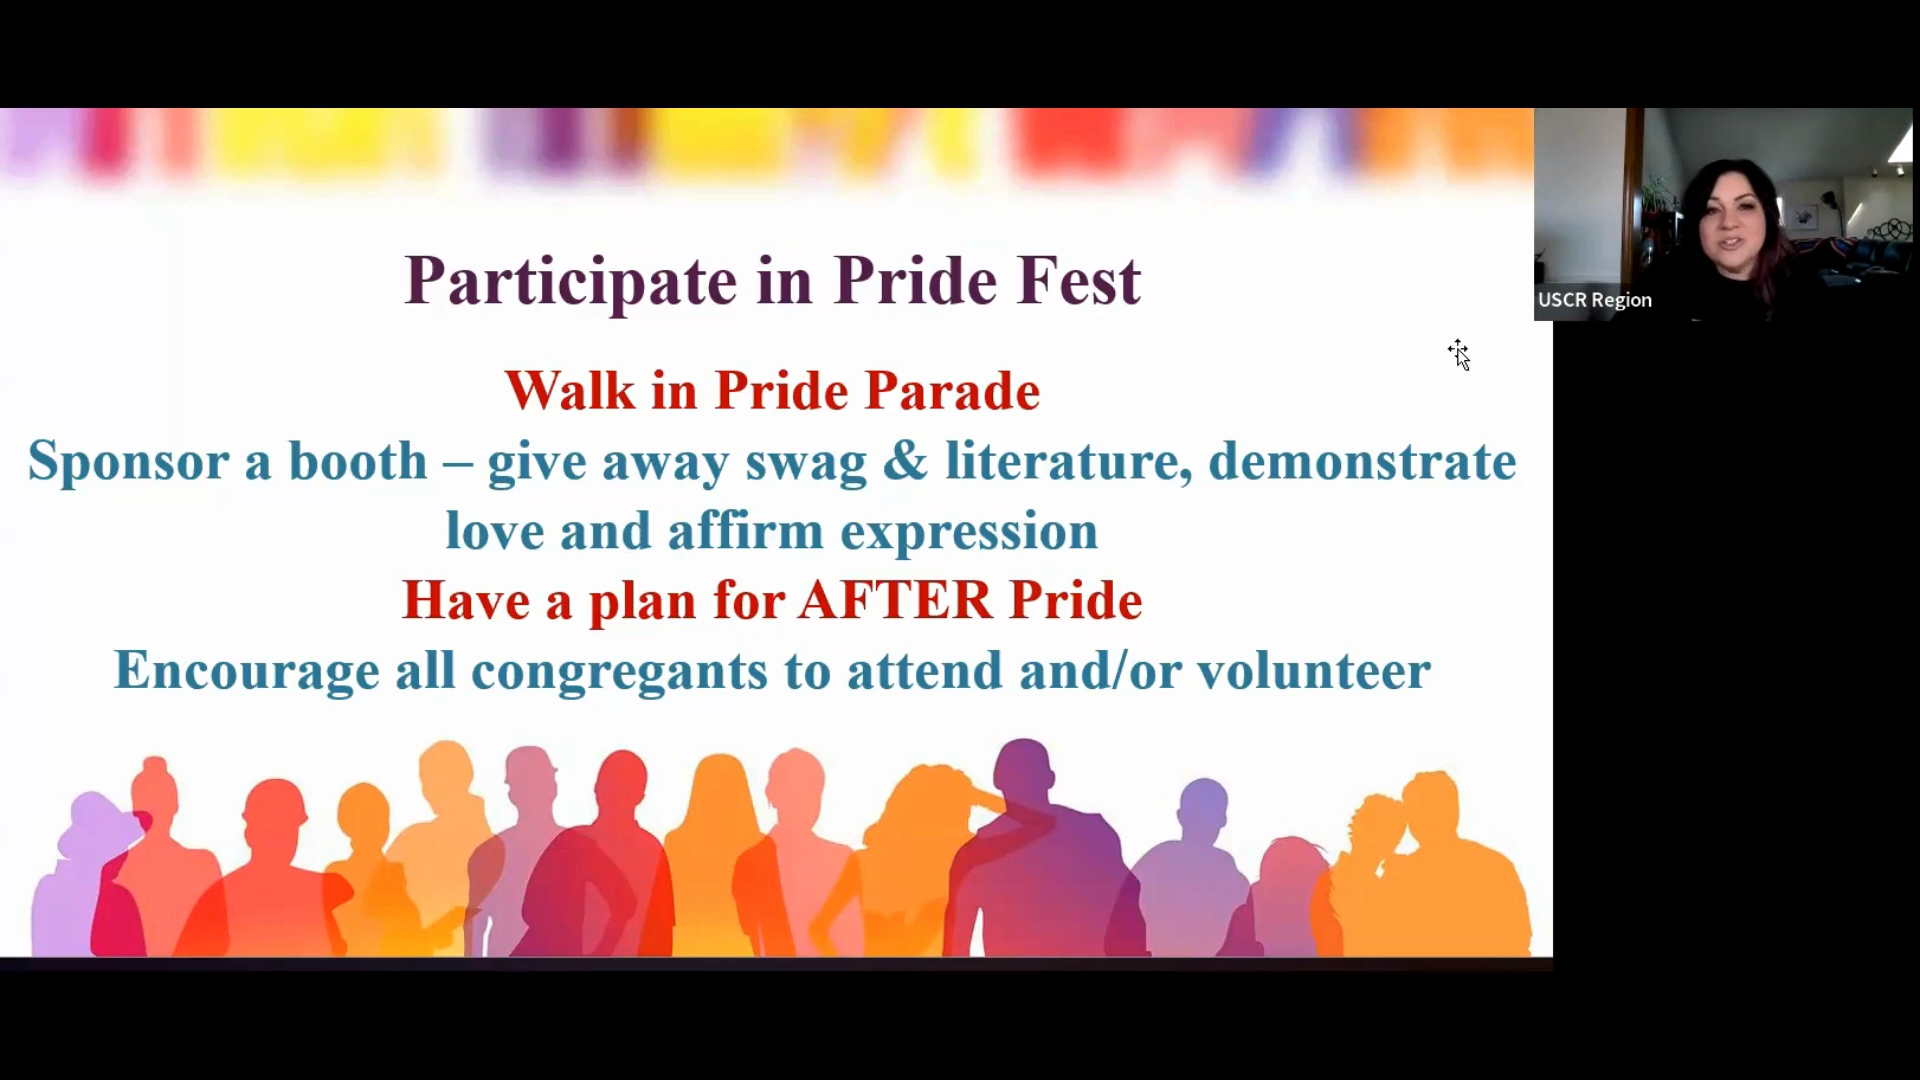 Participate in Pride Fest
Walk in Pride Parade
Sponsor a booth – give away swag & literature, demonstrate
love and affirm expression
Have a plan for AFTER Pride
Encourage all congregants to attend and/or volunteer
USCR Region